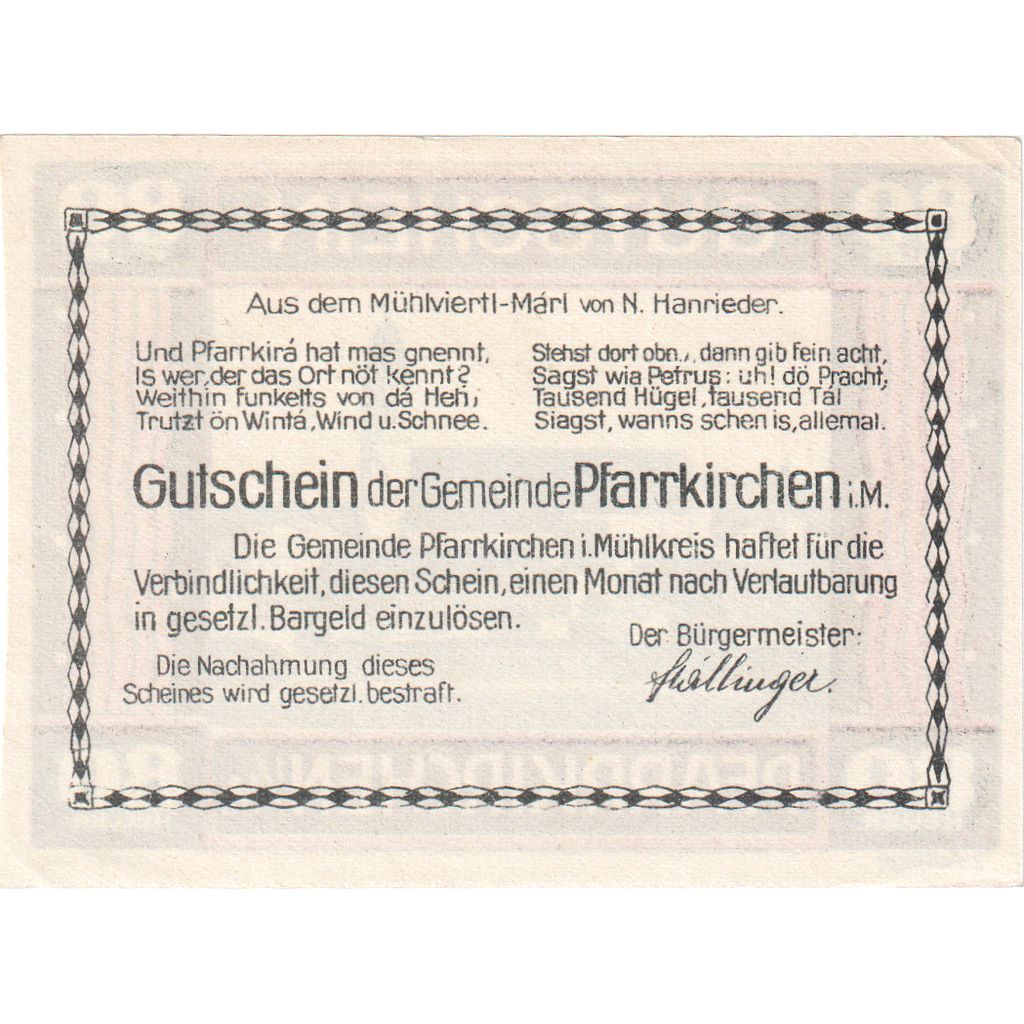 Aus dem Mühlviertl-Márl von N. Hanrieder.
Und Pfarrkirá hat mas gnennt,
Is wer, der das Ort nöt kennt?
Weithin funkelts von dá Heh,
Trutzt ön Wintá, Wind u. Schnee.
Stehst dort obn., dann gib fein acht,
Sagst wia Petrus: uh! dö Pracht,
Tausend Hügel, tausend Tál
Siagst, wanns schen is, allemal.
Gutschein der Gemeinde Pfarrkirchen i. M.
Die Gemeinde Pfarrkirchen i. Mühlkreis haftet für die
Verbindlichkeit, diesen Schein, einen Monat nach Verlautbarung
in gesetzl. Bargeld einzulösen.
Der Bürgermeister:
Die Nachahmung dieses
Scheines wird gesetzl. bestraft.